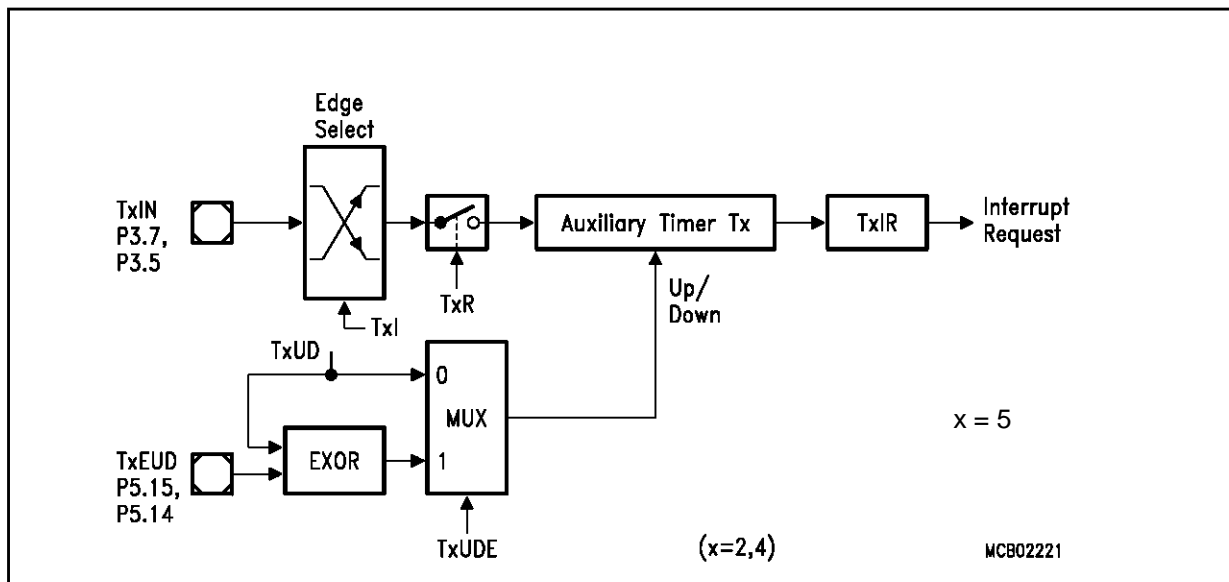 Edge
Select
TxIN
P3.7,
P3.5
Auxiliary Timer Tx
TxIR
Interrupt
Request
TxR
Up/
Down
TxI
TxUD
0
MUX
x = 5
TxEUD
P5.15,
P5.14
EXOR
1
TxUDE
(x=2,4)
MCB02221